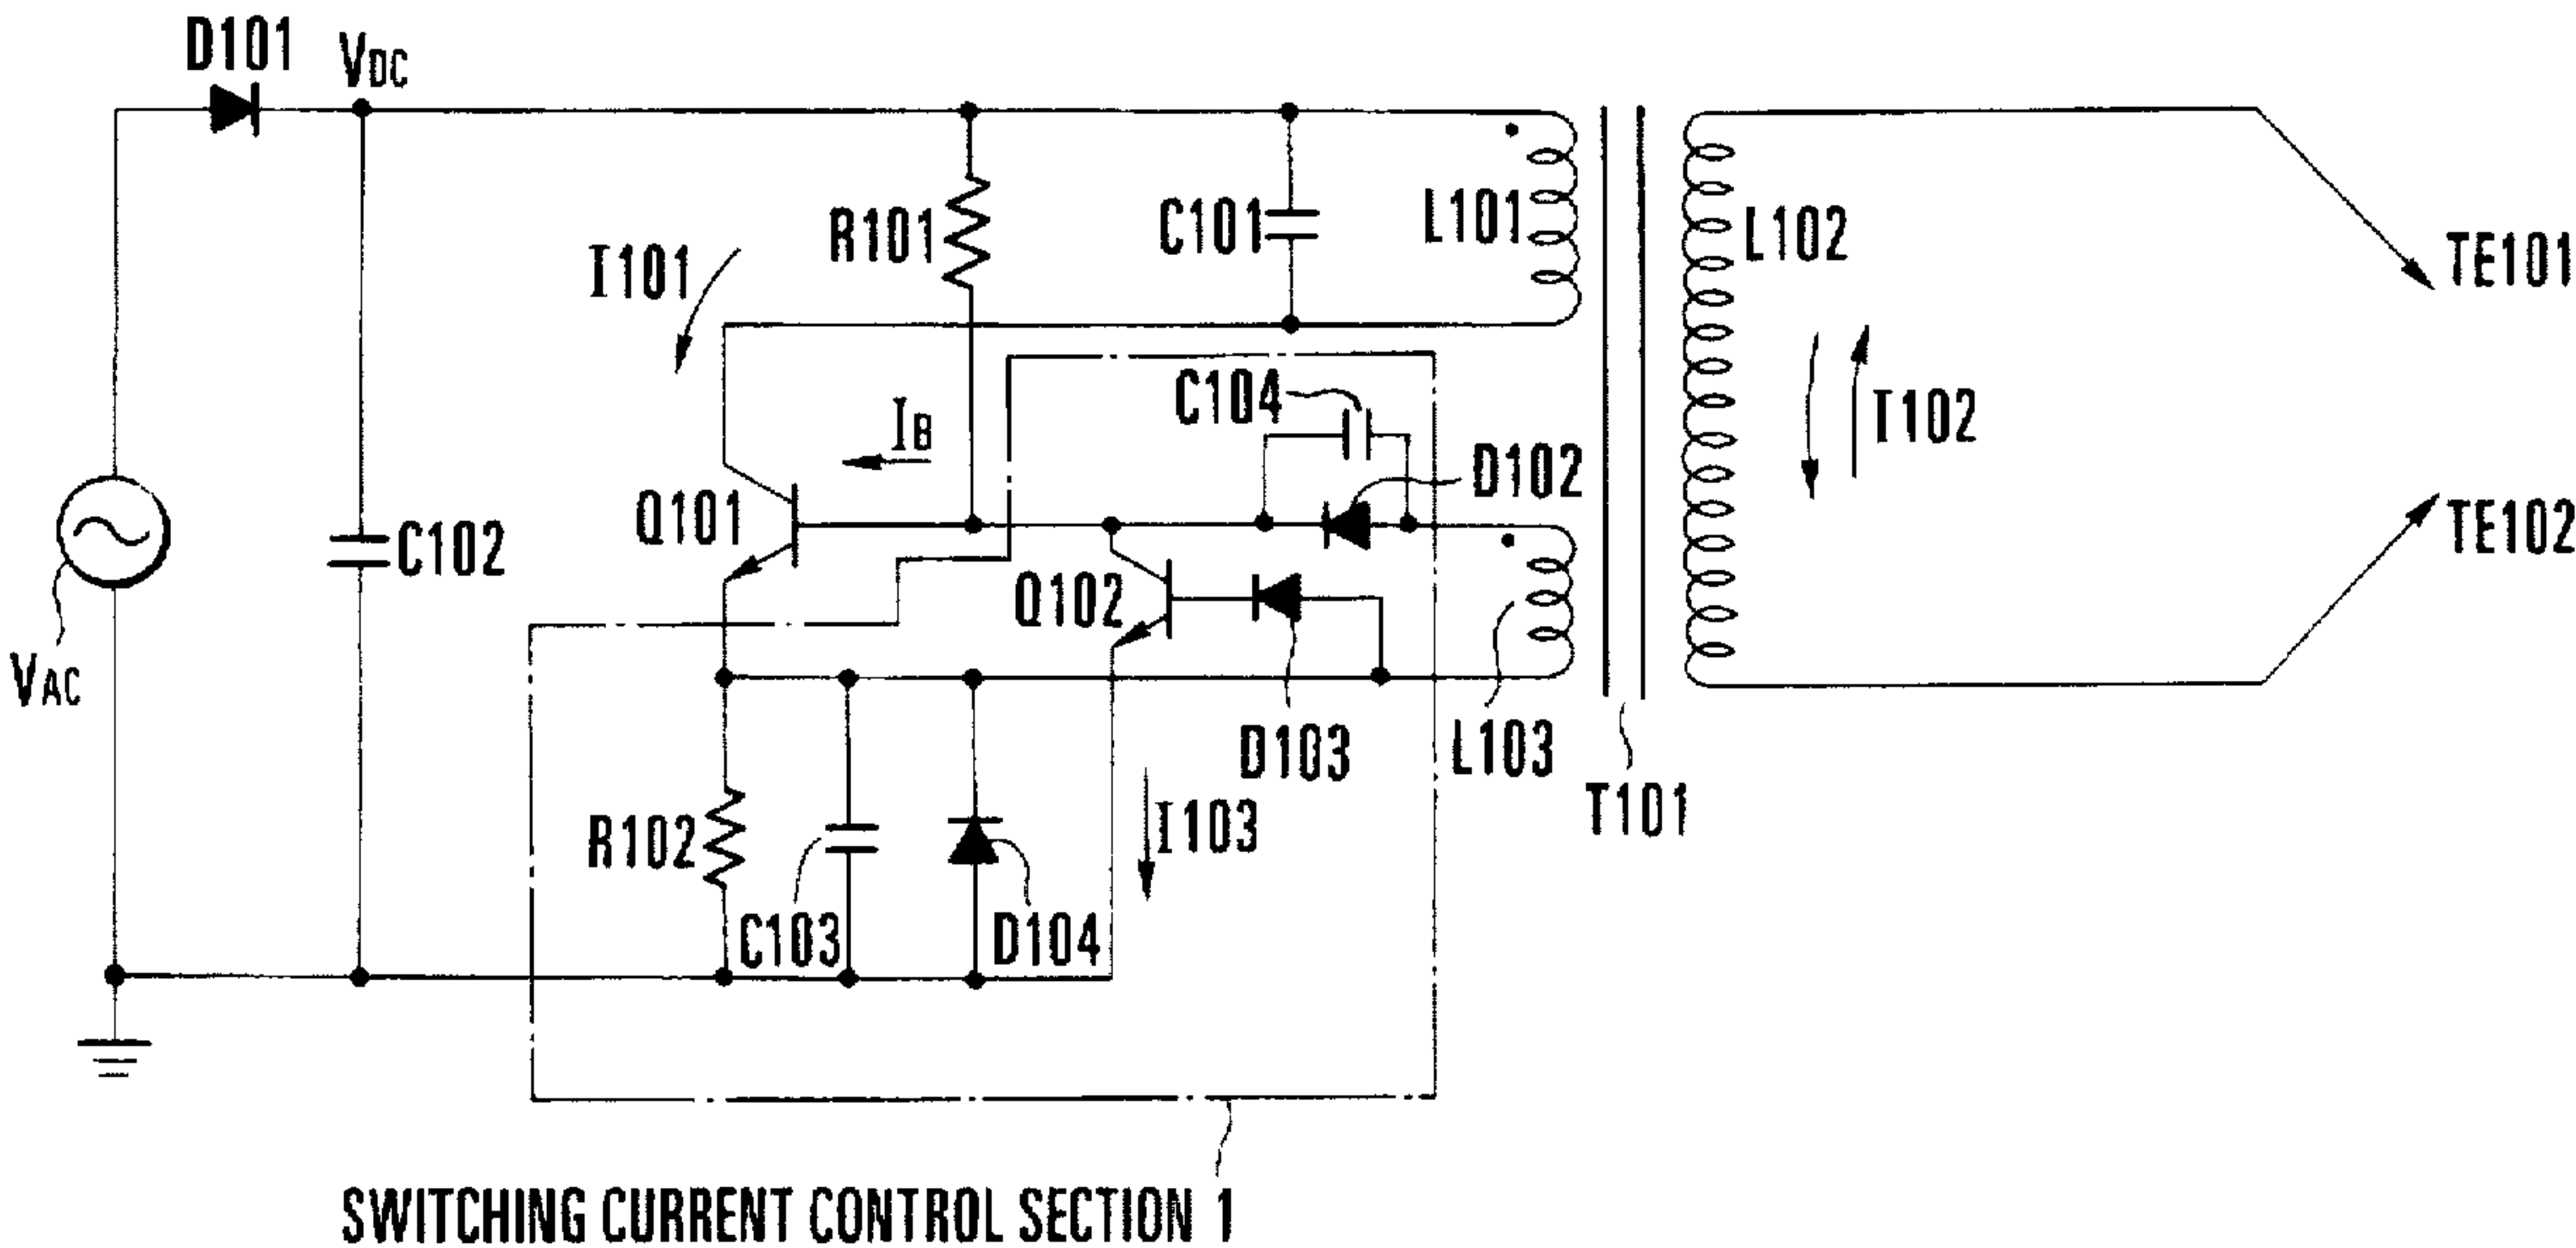 D101
VDC
R101
C101
L101
L102
TE101
I101
C104
IB
I102
D102
Q101
TE102
C102
Q102
VAC
D103
L103
T101
R102
I103
C103
D104
SWITCHING CURRENT CONTROL SECTION 1